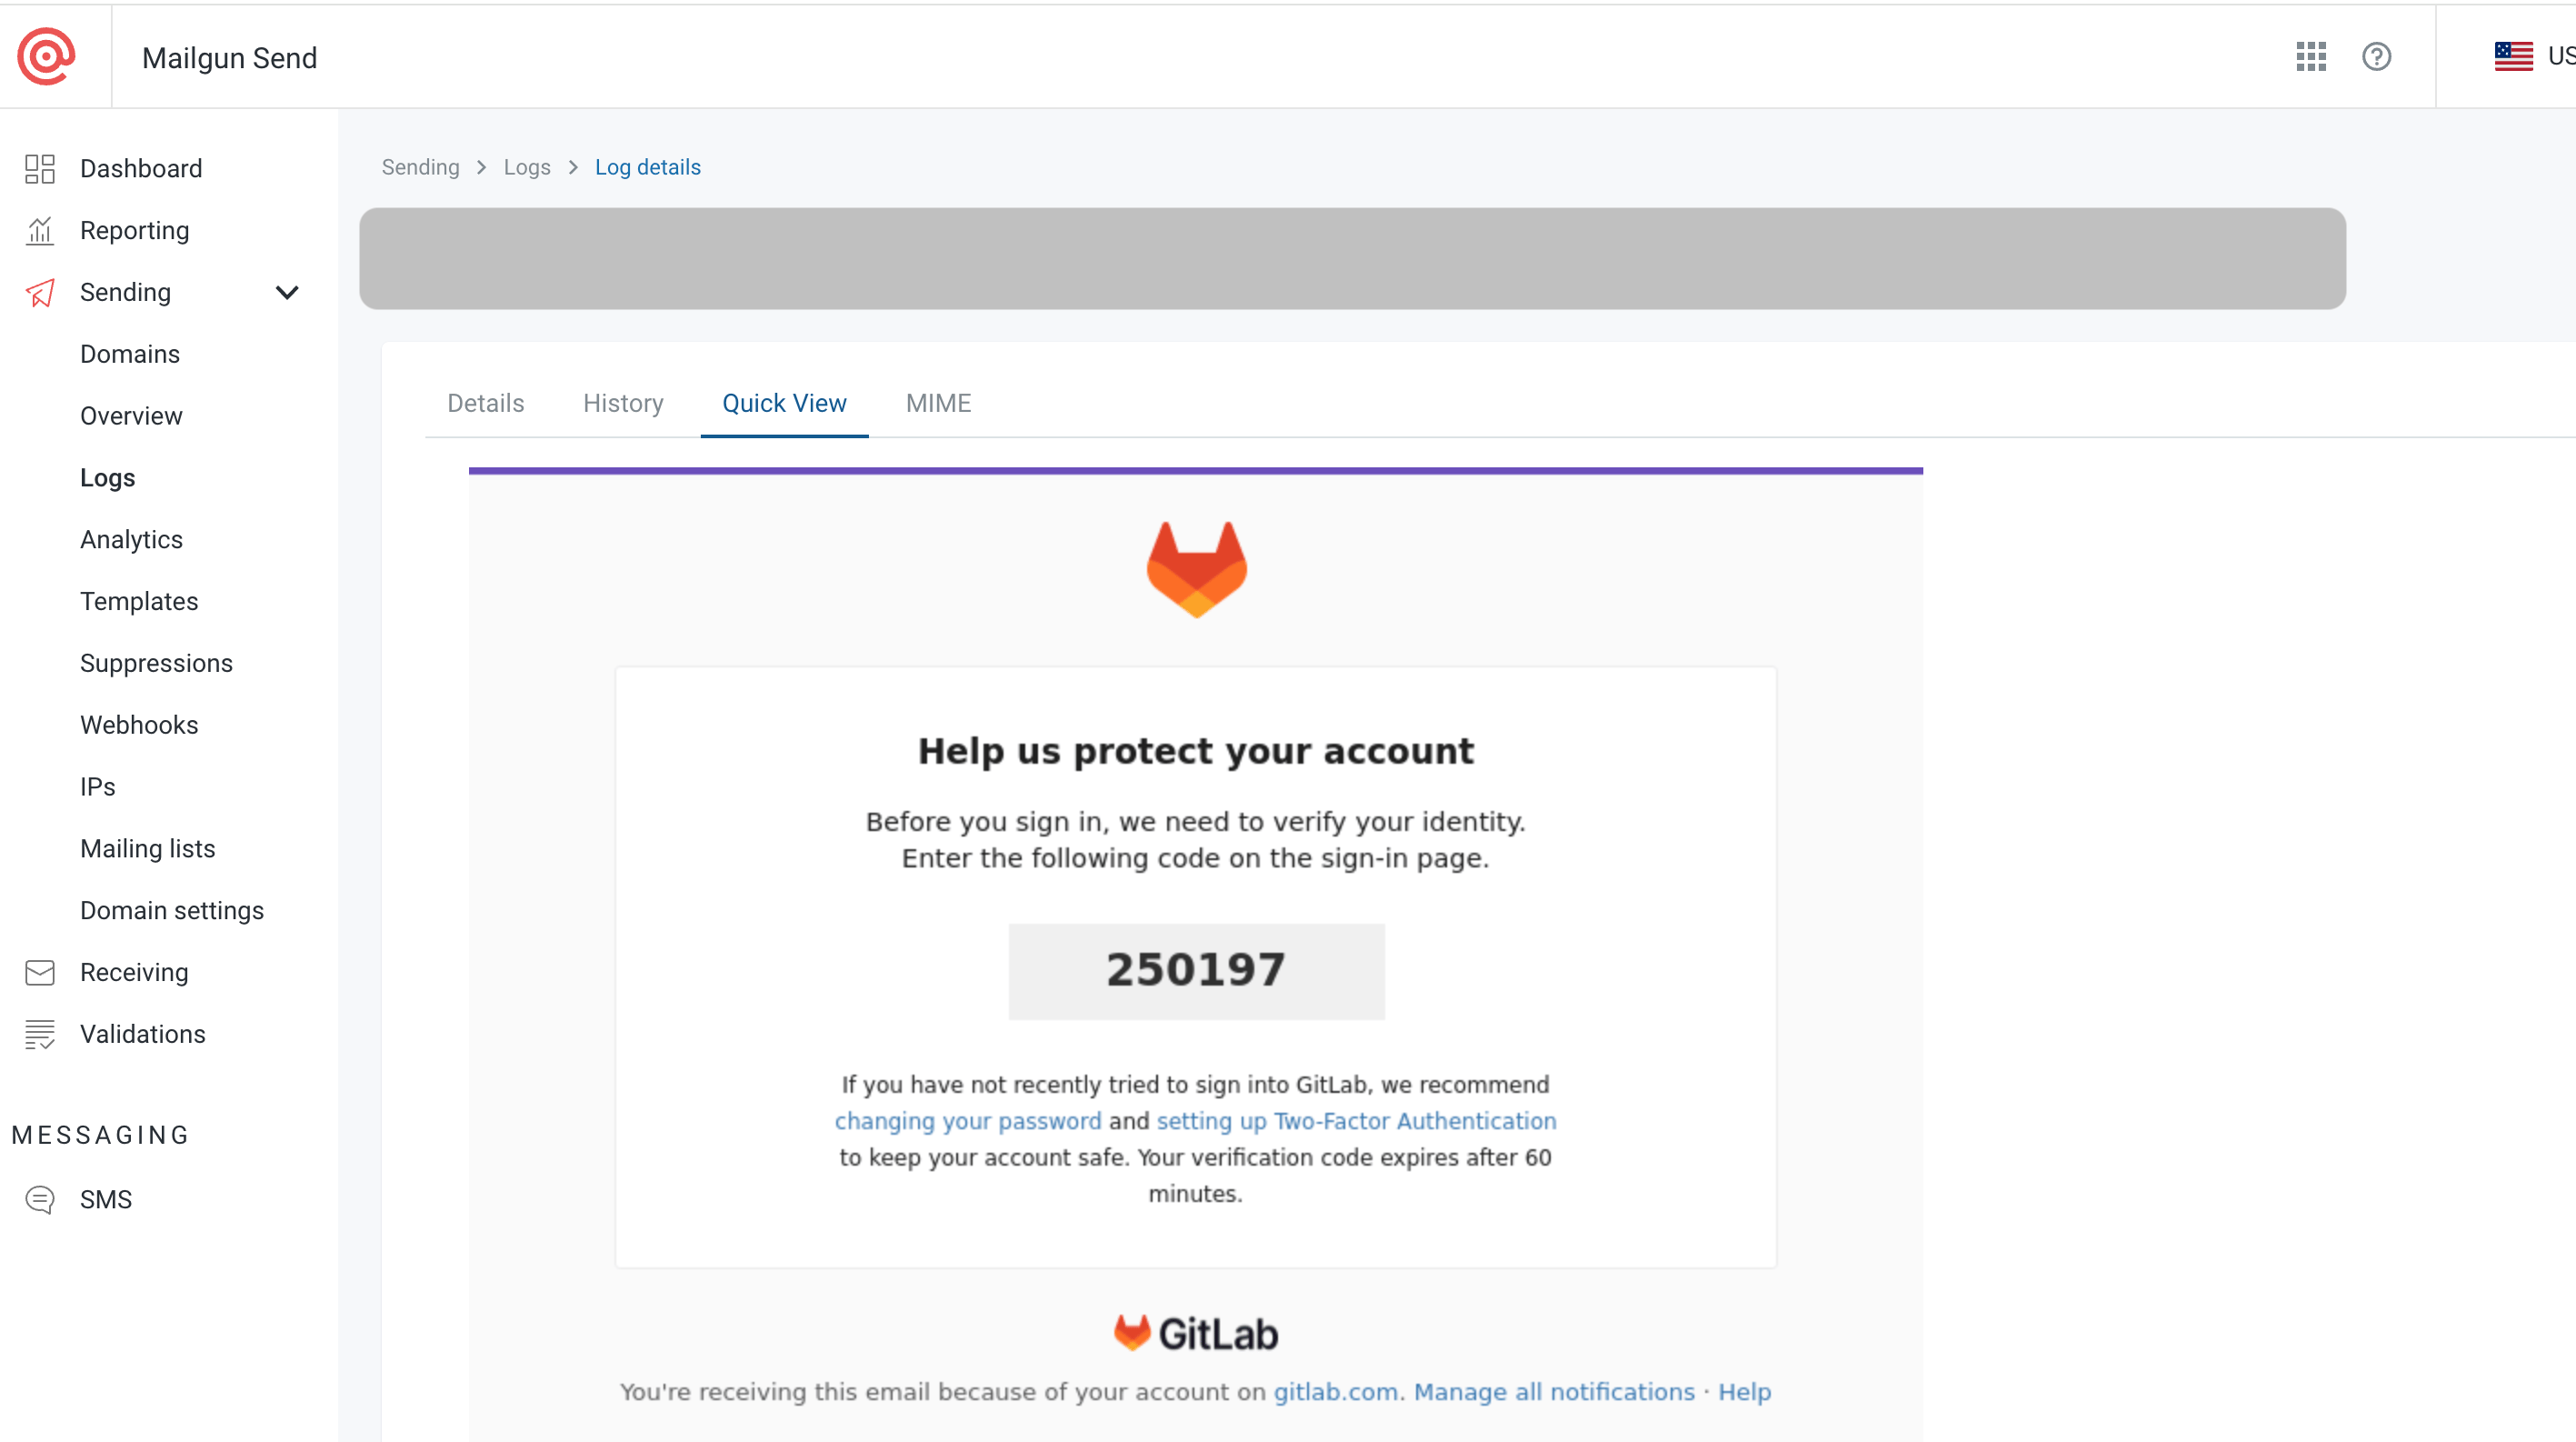 Mailgun Send
US
Dashboard
Reporting
Sending
Domains
Overview
Logs
Analytics
Templates
Suppressions
Webhooks
IPs
Mailing lists
Domain settings
Receiving
Validations
MESSAGING
SMS
Sending > Logs > Log details
Details History Quick View MIME
Help us protect your account
Before you sign in, we need to verify your identity.
Enter the following code on the sign-in page.
250197
If you have not recently tried to sign into GitLab, we recommend
changing your password and setting up Two-Factor Authentication
to keep your account safe. Your verification code expires after 60
minutes.
GitLab
You're receiving this email because of your account on gitlab.com. Manage all notifications · Help